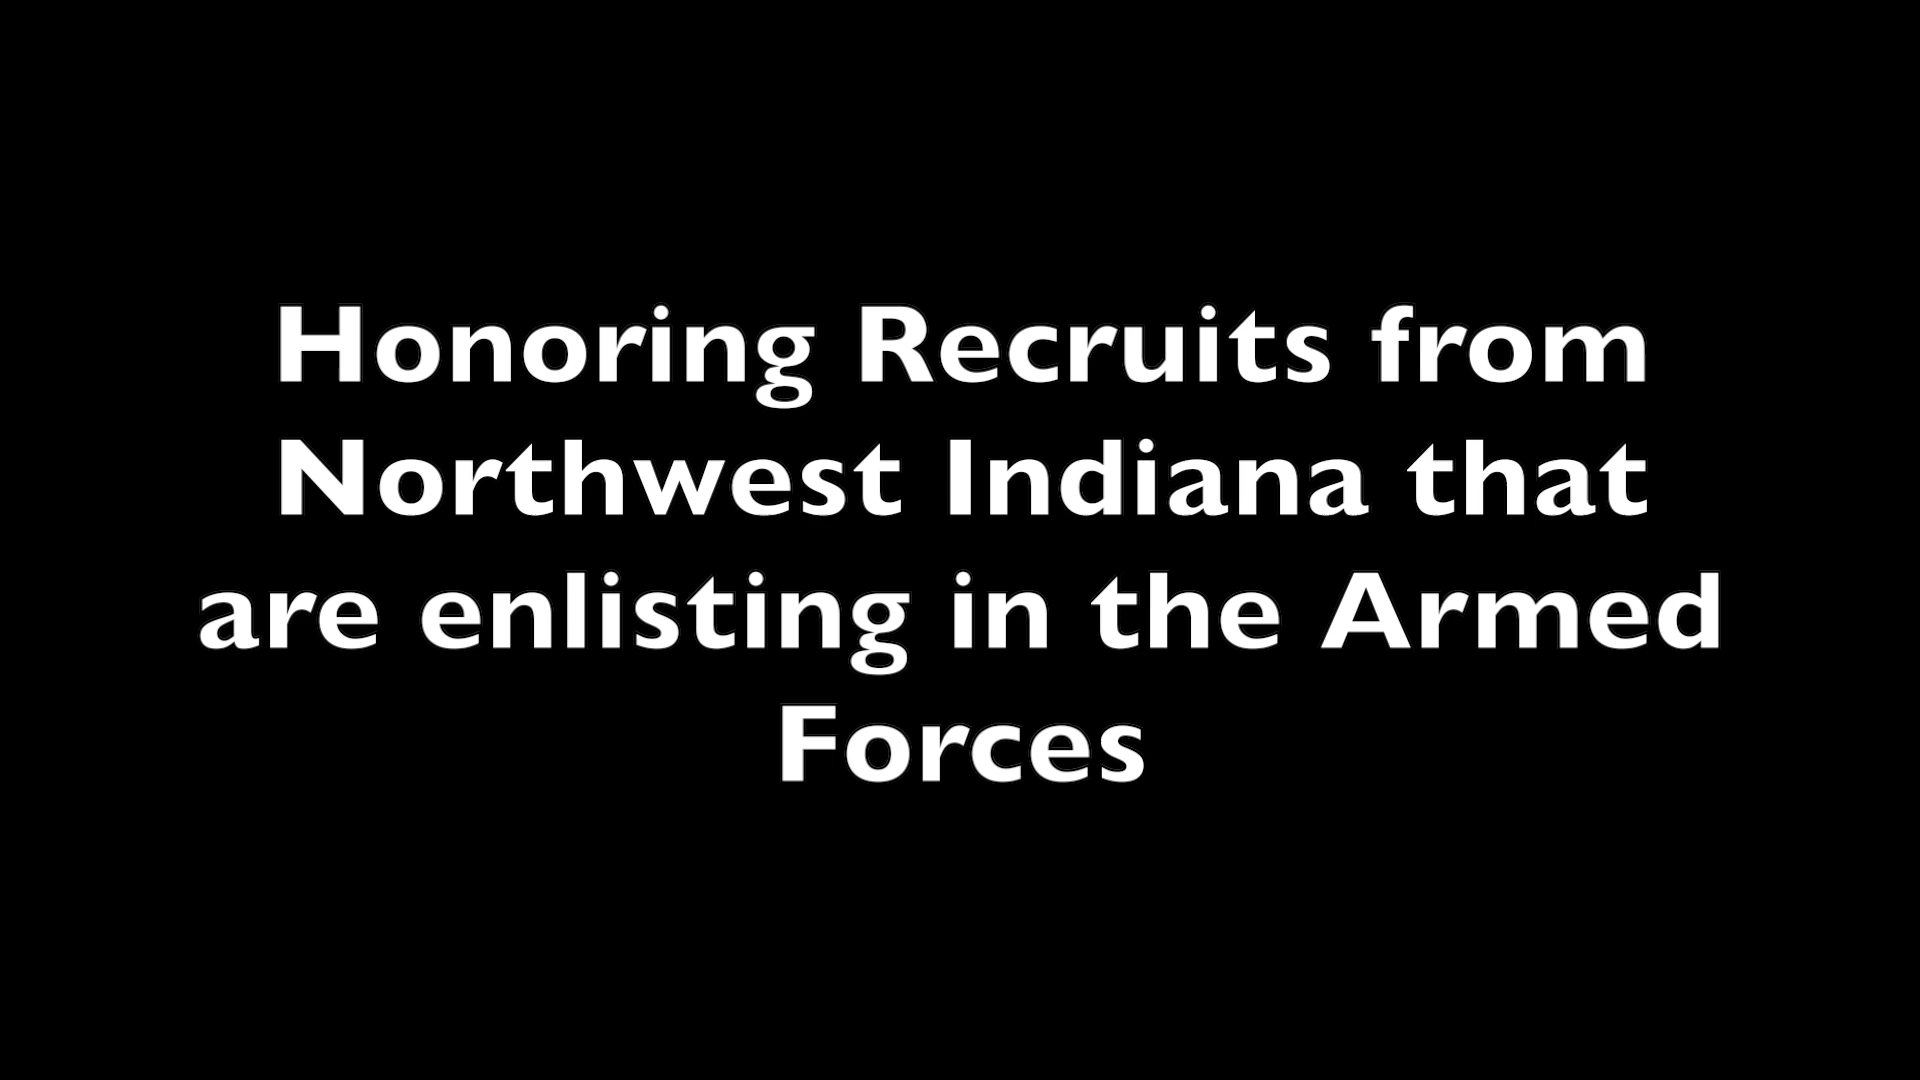 Honoring Recruits from
Northwest Indiana that
are enlisting in the Armed
Forces